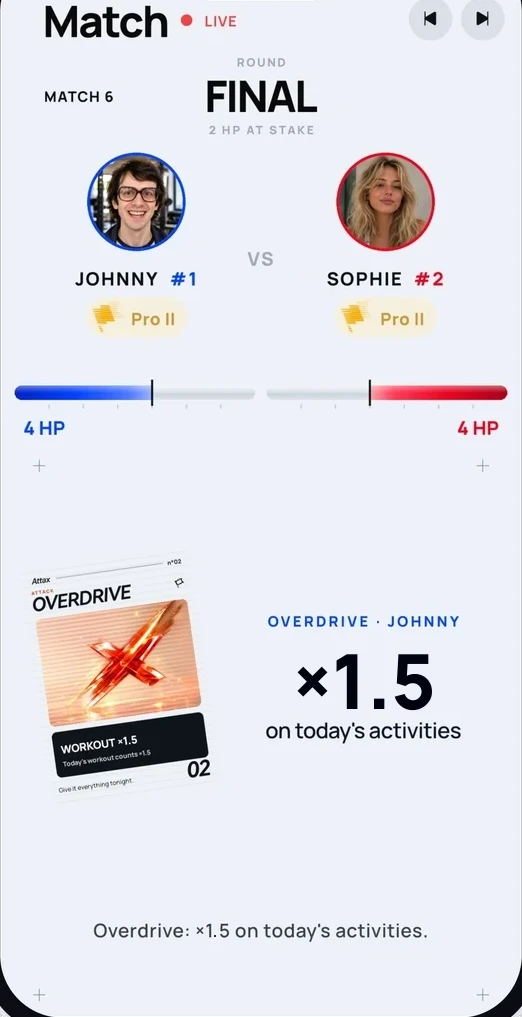 Match
LIVE
ROUND
MATCH 6
FINAL
2 HP AT STAKE
JOHNNY #1
VS
SOPHIE #2
Pro II
Pro II
4 HP
4 HP
Attax
n°02
ATTACK
OVERDRIVE
WORKOUT ×1.5
Today's workout counts ×1.5
Give it everything tonight.
02
OVERDRIVE · JOHNNY
×1.5
on today's activities
Overdrive: ×1.5 on today's activities.